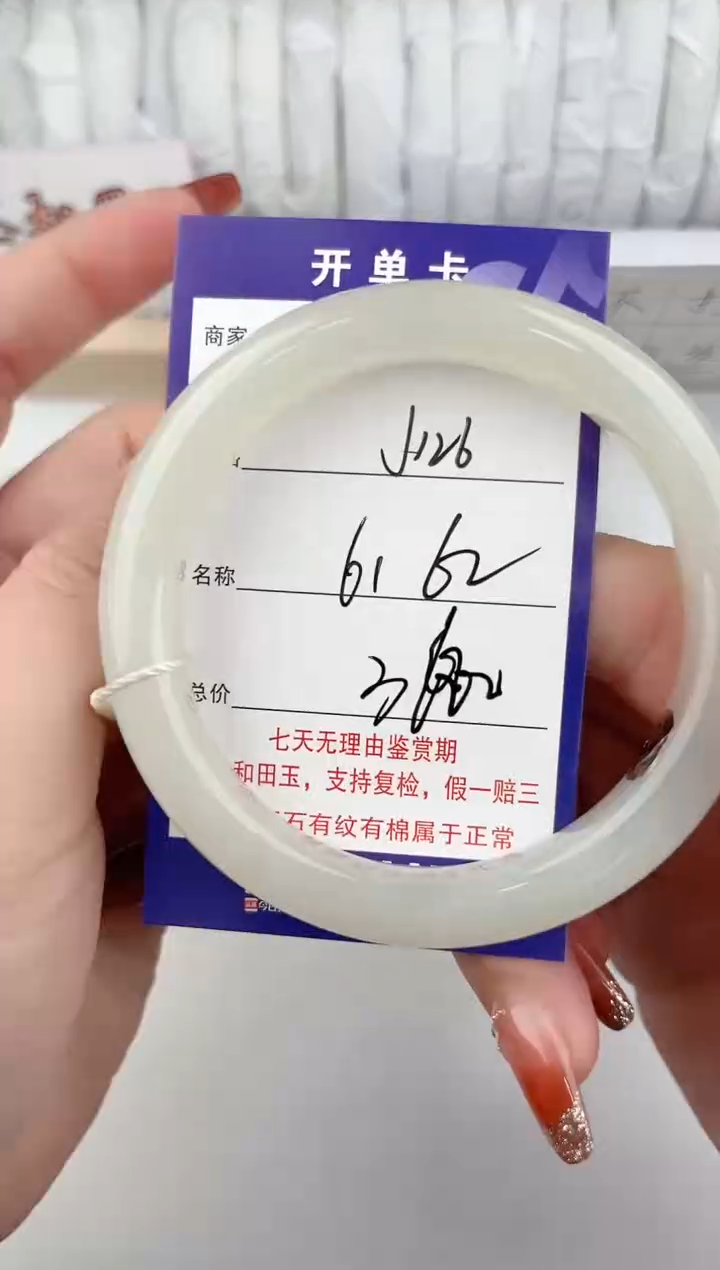 开单卡
商家
J126
名称 61 62
总价
七天无理由鉴赏期
和田玉，支持复检，假一赔三
石有纹有棉属于正常